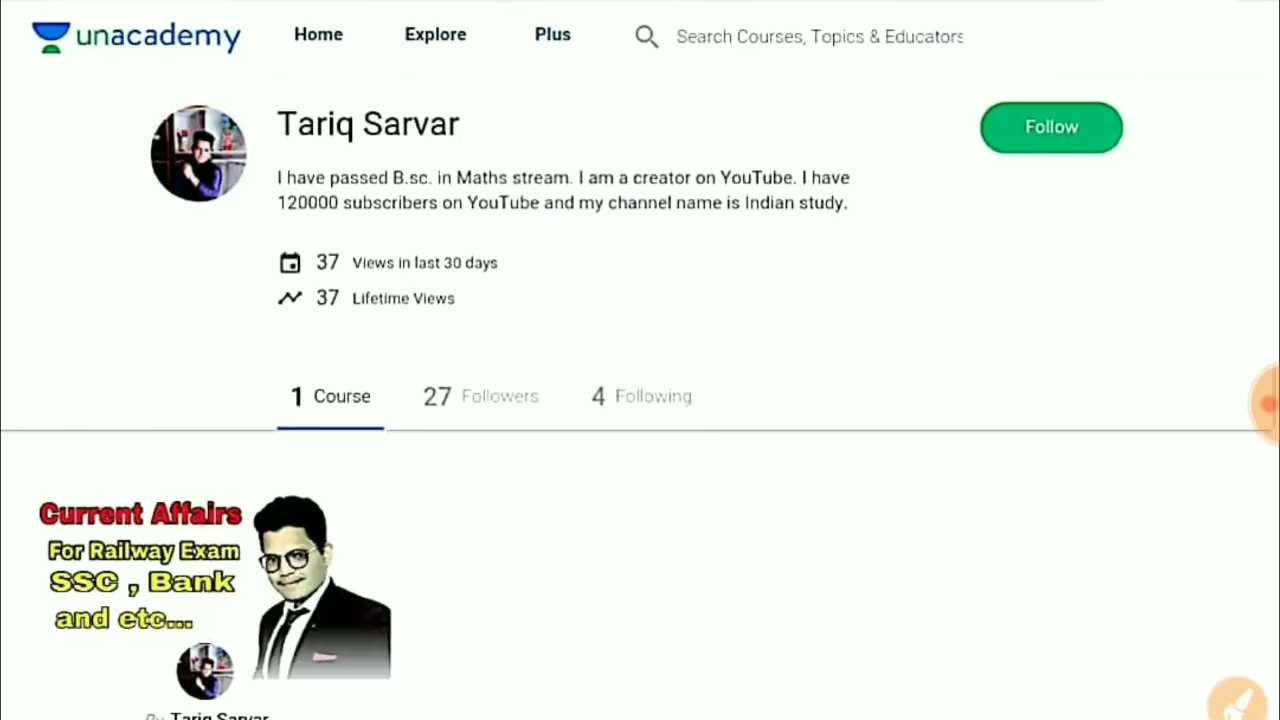 unacademy Home Explore Plus Search Courses, Topics & Educators
Tariq Sarvar
Follow
I have passed B.sc. in Maths stream. I am a creator on YouTube. I have
120000 subscribers on YouTube and my channel name is Indian study.
37 Views in last 30 days
37 Lifetime Views
1 Course 27 Followers 4 Following
Current Affairs
For Railway Exam
SSC , Bank
and etc...
By Tariq Sarvar